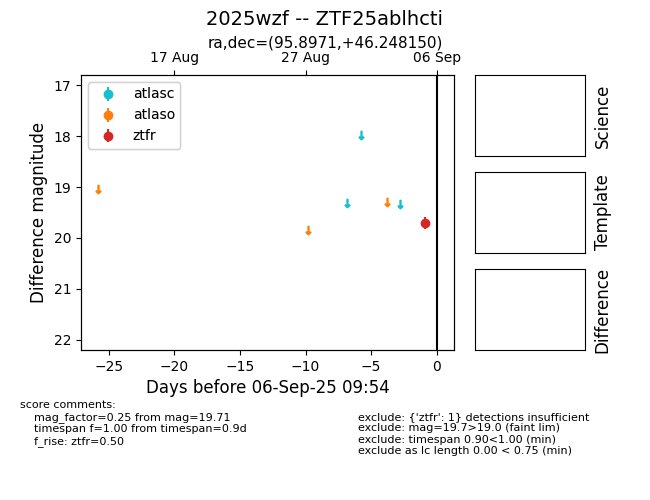 2025wzf -- ZTF25ablhcti
ra,dec=(95.8971,+46.248150)
17 Aug 27 Aug 06 Sep
atlasc
atlaso
ztfr
17
18
19
20
21
22
Difference magnitude
−25 −20 −15 −10 −5 0
Days before 06-Sep-25 09:54
Science
Template
Difference
score comments:
mag_factor=0.25 from mag=19.71
timespan f=1.00 from timespan=0.9d
f_rise: ztfr=0.50
exclude: {'ztfr': 1} detections insufficient
exclude: mag=19.7>19.0 (faint lim)
exclude: timespan 0.90<1.00 (min)
exclude as lc length 0.00 < 0.75 (min)